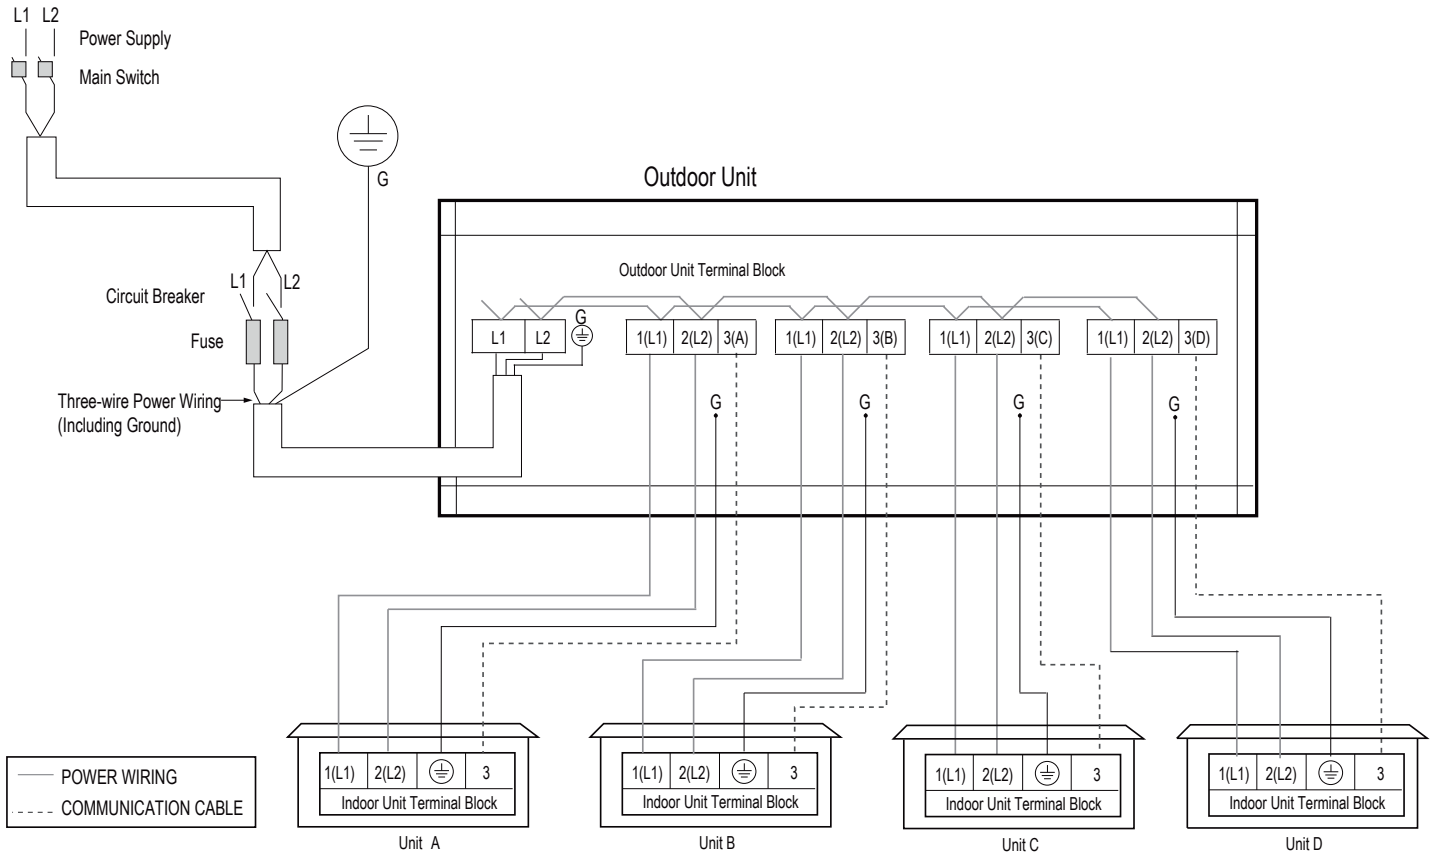 L1 L2
Power Supply
Main Switch
G
Outdoor Unit
Outdoor Unit Terminal Block
L1 L2
Circuit Breaker
Fuse
G
L1 L2
1(L1) 2(L2) 3(A)
1(L1) 2(L2) 3(B)
1(L1) 2(L2) 3(C)
1(L1) 2(L2) 3(D)
Three-wire Power Wiring
(Including Ground)
G
G
G
G
1(L1) 2(L2) 3
Indoor Unit Terminal Block
Unit A
1(L1) 2(L2) 3
Indoor Unit Terminal Block
Unit B
1(L1) 2(L2) 3
Indoor Unit Terminal Block
Unit C
1(L1) 2(L2) 3
Indoor Unit Terminal Block
Unit D
POWER WIRING
COMMUNICATION CABLE